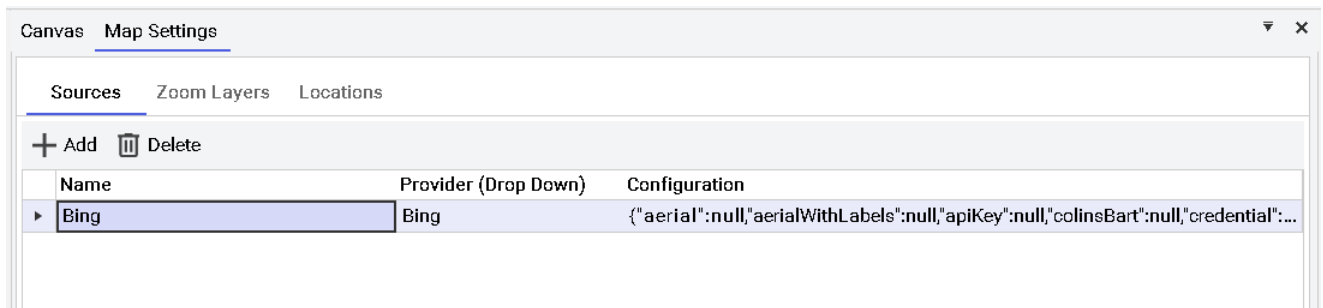 Canvas Map Settings
Sources Zoom Layers Locations
Add Delete
Name Provider (Drop Down) Configuration
Bing Bing {"aerial":null,"aerialWithLabels":null,"apiKey":null,"colinsBart":null,"credential":...